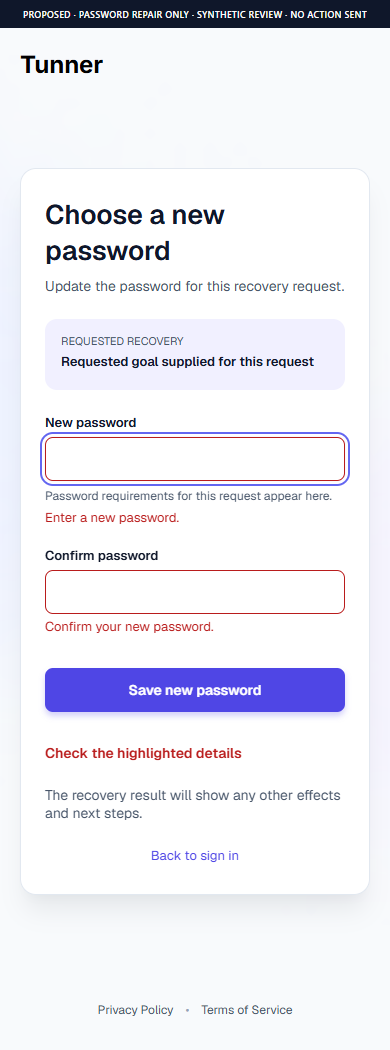 PROPOSED · PASSWORD REPAIR ONLY · SYNTHETIC REVIEW · NO ACTION SENT
Tunner
Choose a new
password
Update the password for this recovery request.
REQUESTED RECOVERY
Requested goal supplied for this request
New password
Password requirements for this request appear here.
Enter a new password.
Confirm password
Confirm your new password.
Save new password
Check the highlighted details
The recovery result will show any other effects
and next steps.
Back to sign in
Privacy Policy • Terms of Service